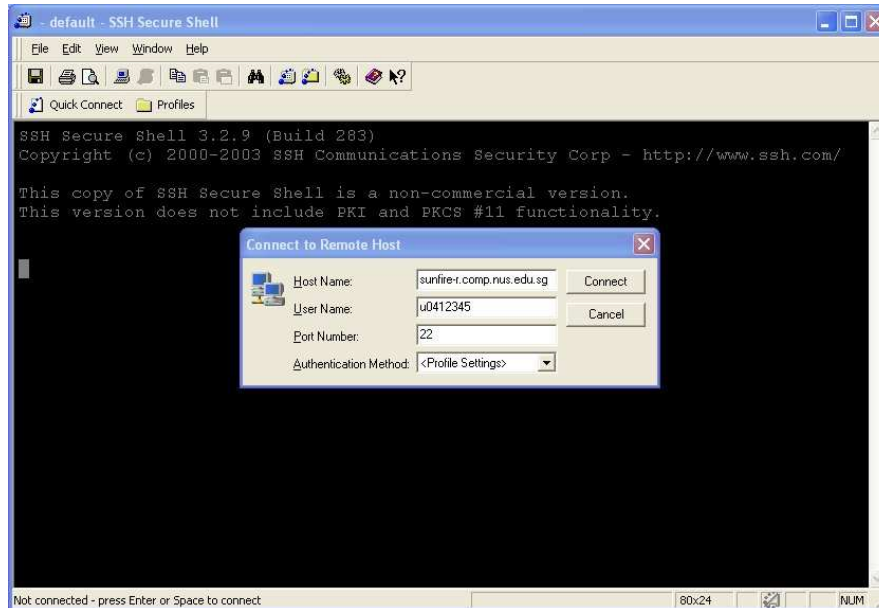 - default - SSH Secure Shell
File Edit View Window Help
Quick Connect Profiles
SSH Secure Shell 3.2.9 (Build 283)
Copyright (c) 2000-2003 SSH Communications Security Corp - http://www.ssh.com/
This copy of SSH Secure Shell is a non-commercial version.
This version does not include PKI and PKCS #11 functionality.
Connect to Remote Host
Host Name: sunfire-r.comp.nus.edu.sg Connect
User Name: u0412345 Cancel
Port Number: 22
Authentication Method: <Profile Settings>
Not connected - press Enter or Space to connect 80x24 NUM